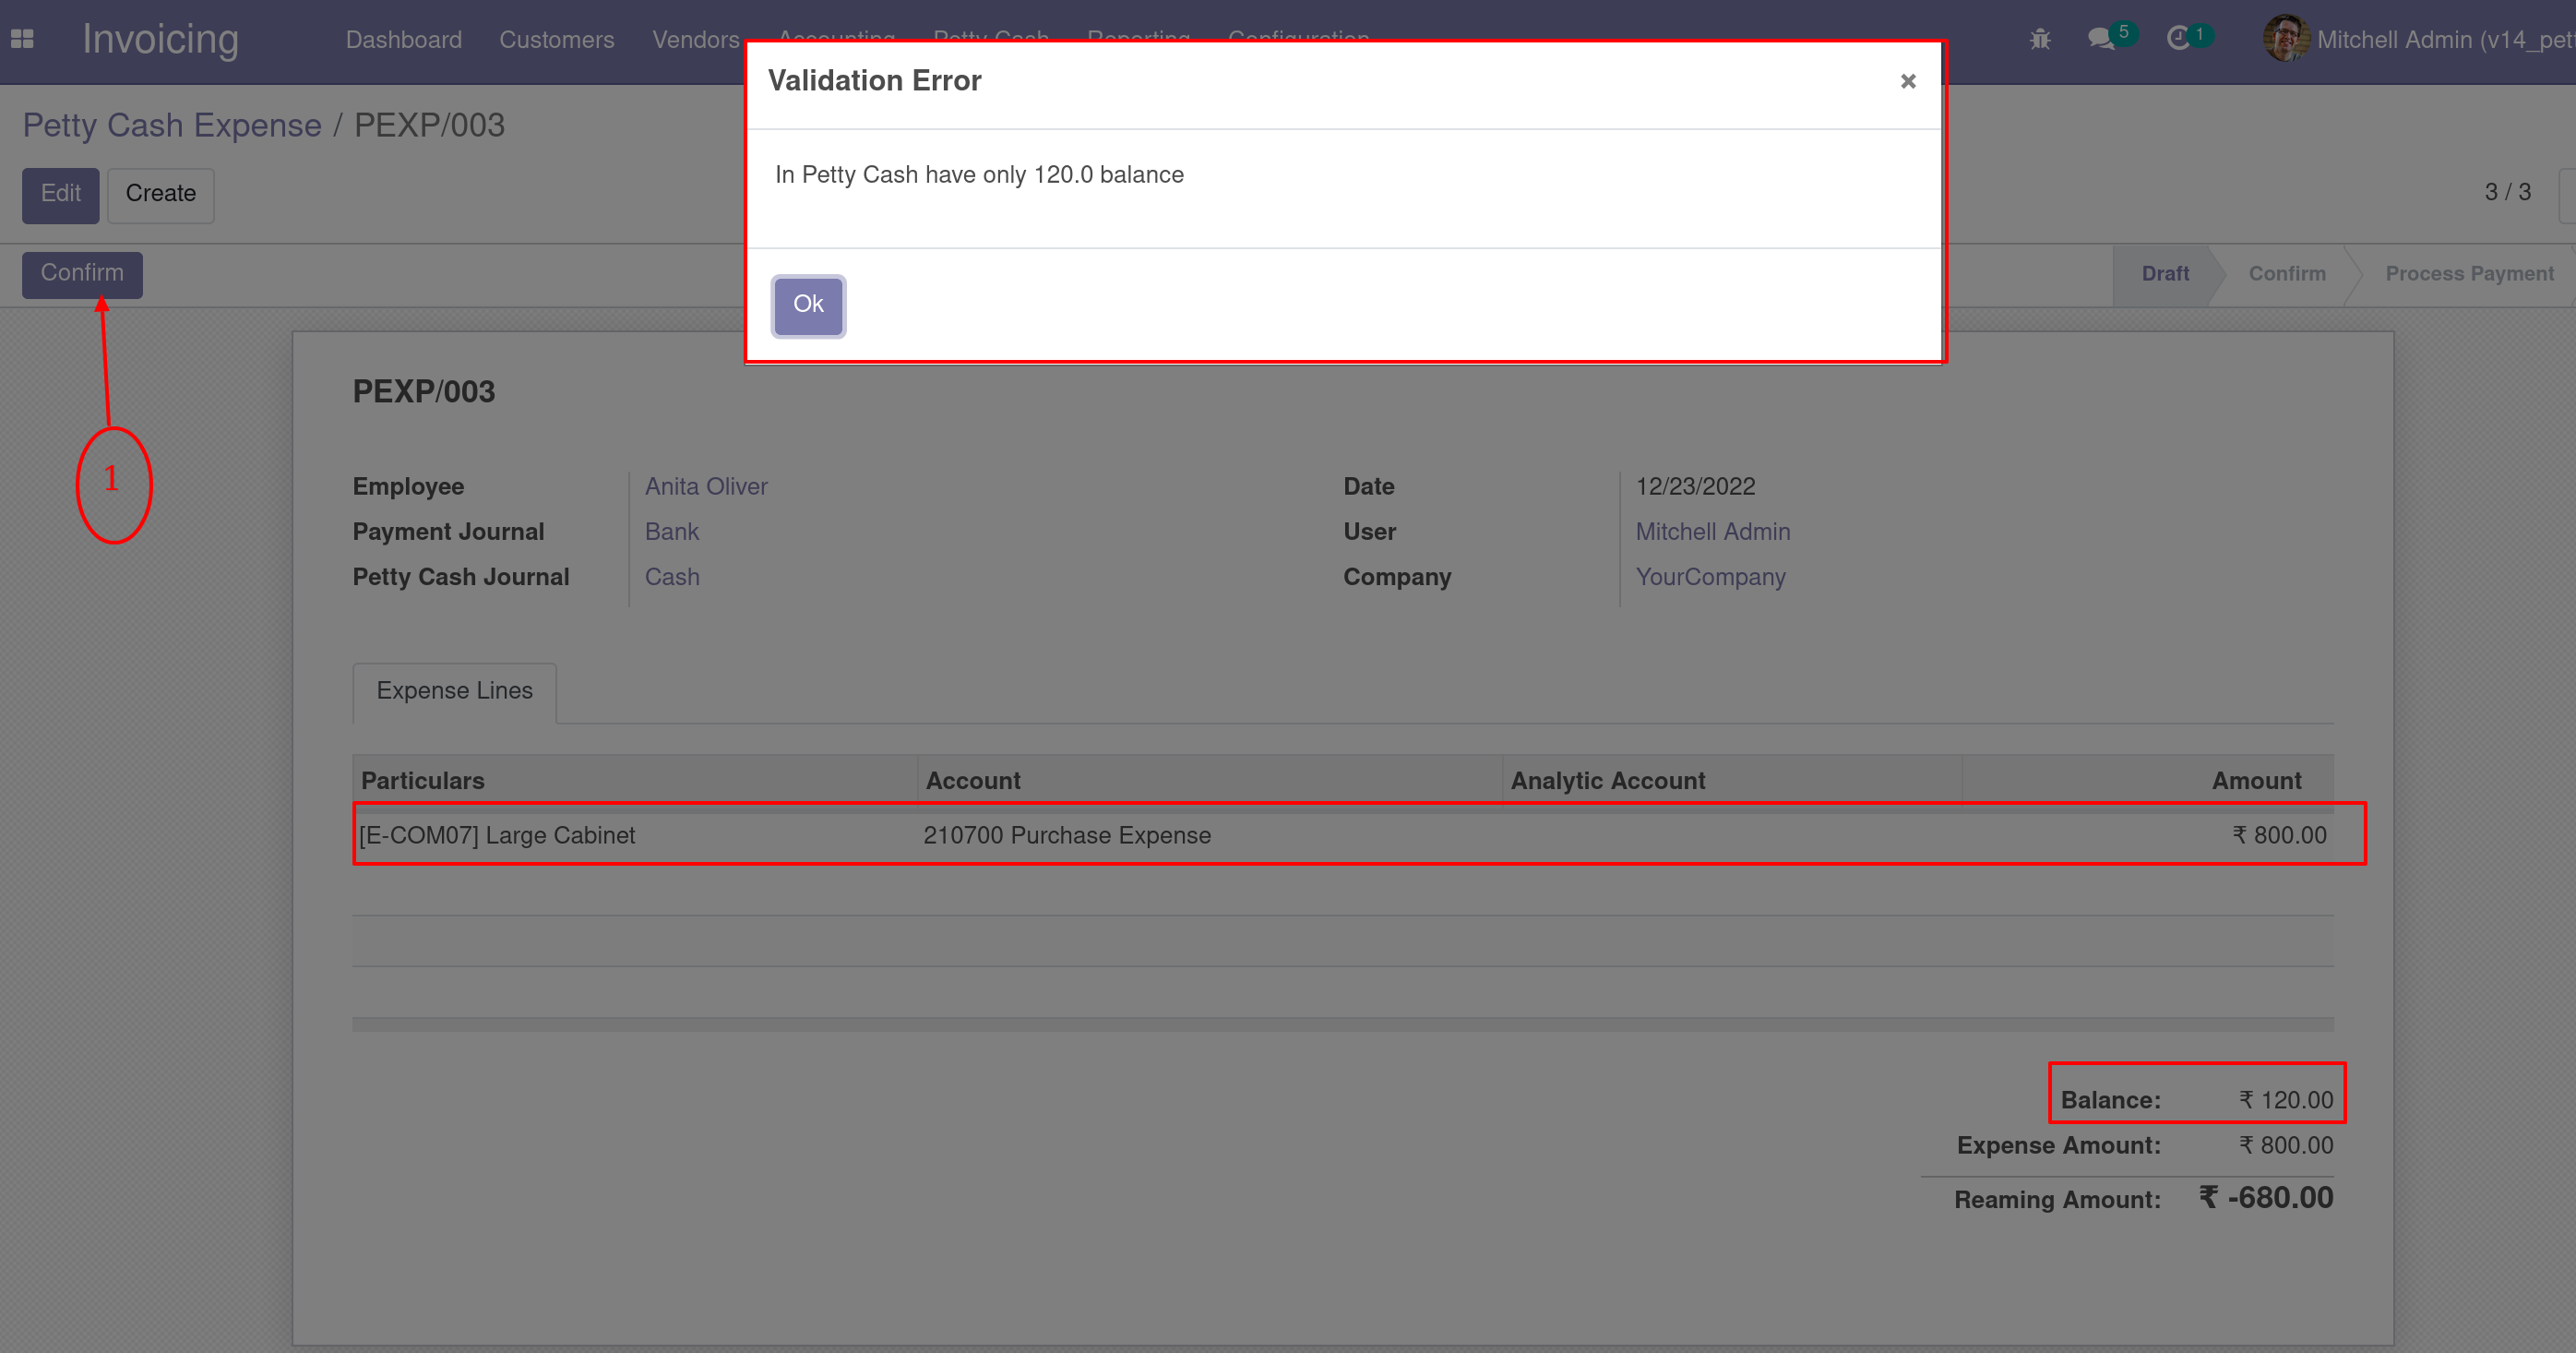 Invoicing Dashboard Customers Vendors Accounting Petty Cash Reporting Configuration 5 1 Mitchell Admin (v14_pet
Validation Error ×
In Petty Cash have only 120.0 balance
Ok
Petty Cash Expense / PEXP/003
Edit Create 3 / 3
Confirm Draft Confirm Process Payment
1
PEXP/003
Employee Anita Oliver Date 12/23/2022
Payment Journal Bank User Mitchell Admin
Petty Cash Journal Cash Company YourCompany
Expense Lines
Particulars Account Analytic Account Amount
[E-COM07] Large Cabinet 210700 Purchase Expense ₹ 800.00
Balance: ₹ 120.00
Expense Amount: ₹ 800.00
Reaming Amount: ₹ -680.00